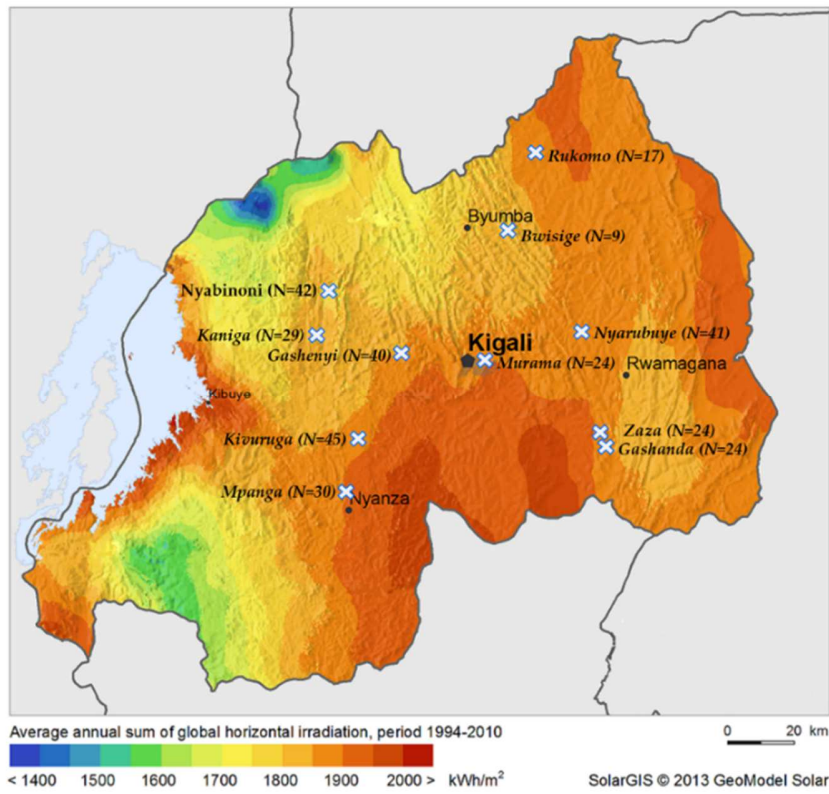 Rukomo (N=17)
Byumba
Bwisige (N=9)
Nyabinoni (N=42)
Kaniga (N=29)
Gashenyi (N=40)
Kigali
Nyarubuye (N=41)
Murama (N=24)
Rwamagana
Kibuye
Kivuruga (N=45)
Zaza (N=24)
Gashanda (N=24)
Mpanga (N=30)
Nyanza
Average annual sum of global horizontal irradiation, period 1994-2010
0 20 km
< 1400 1500 1600 1700 1800 1900 2000 > kWh/m²
SolarGIS © 2013 GeoModel Solar